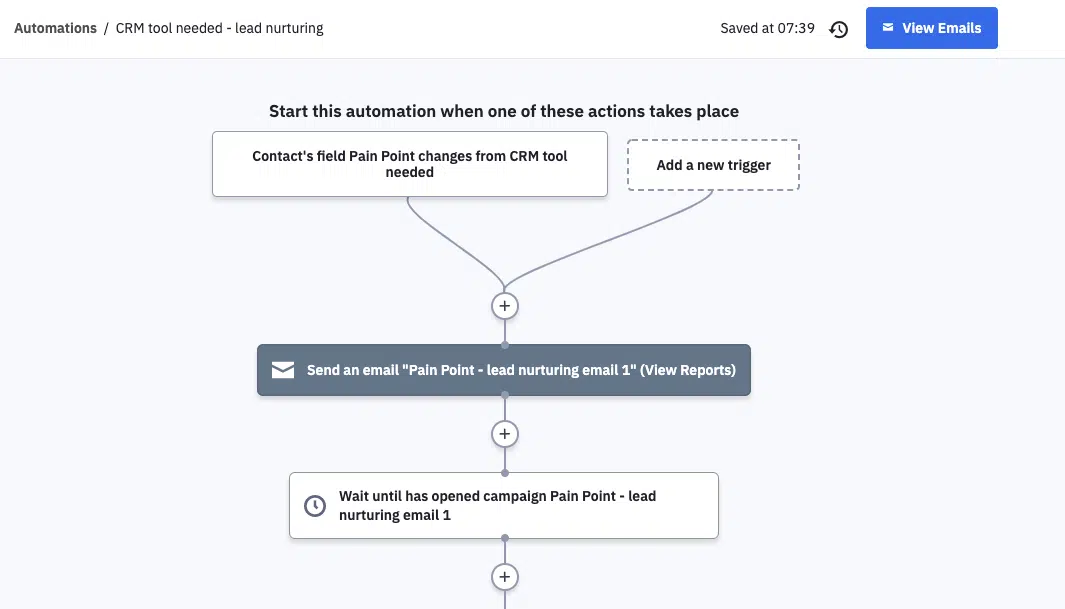 Automations / CRM tool needed - lead nurturing
Saved at 07:39
View Emails
Start this automation when one of these actions takes place
Contact's field Pain Point changes from CRM tool
needed
Add a new trigger
Send an email "Pain Point - lead nurturing email 1" (View Reports)
Wait until has opened campaign Pain Point - lead
nurturing email 1